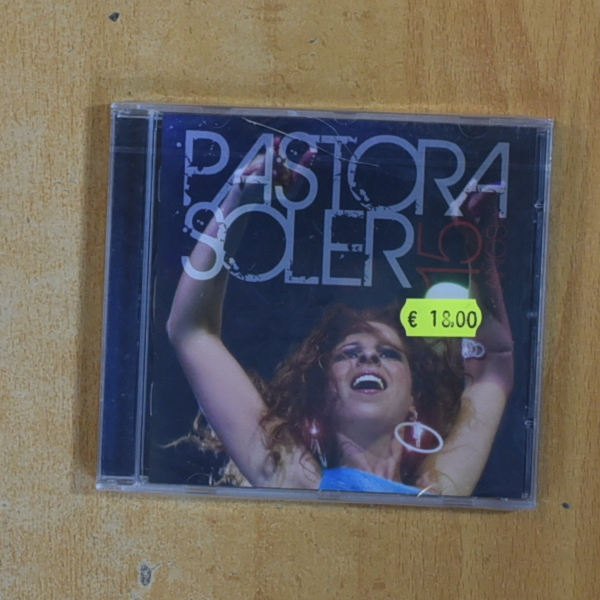 PASTORA
SOLER
15
€ 18,00